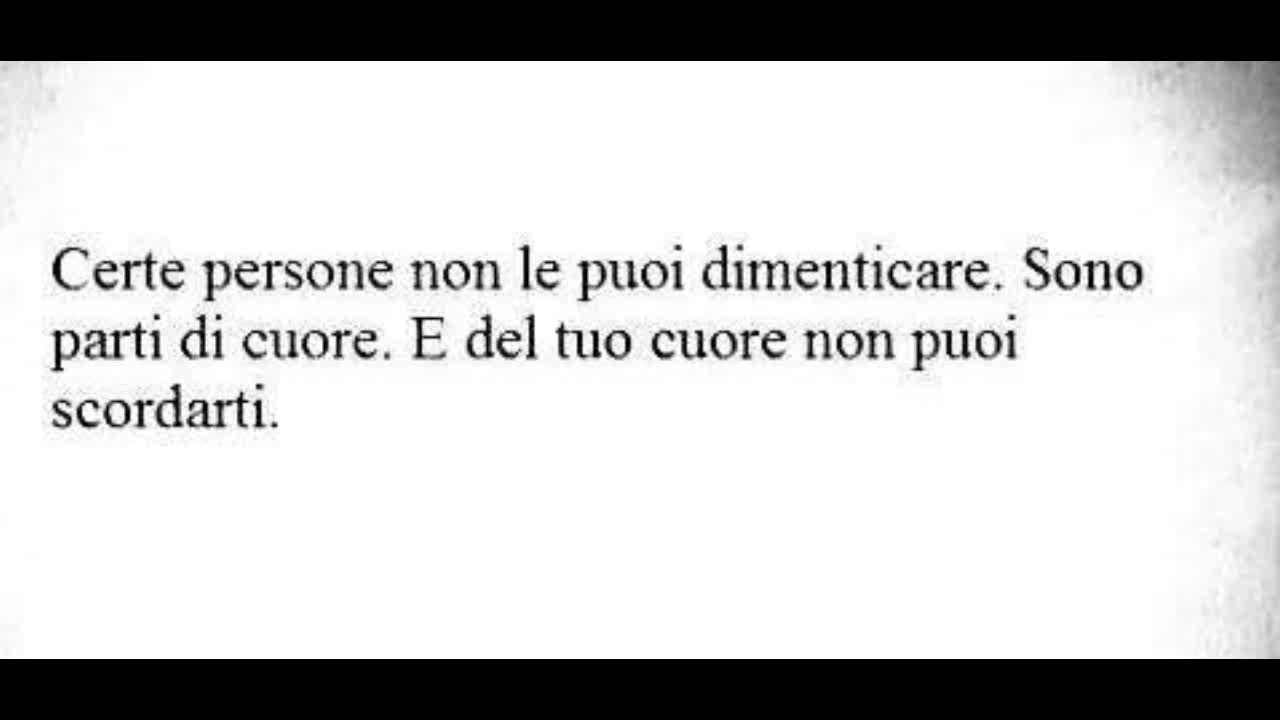 Certe persone non le puoi dimenticare. Sono
parti di cuore. E del tuo cuore non puoi
scordarti.